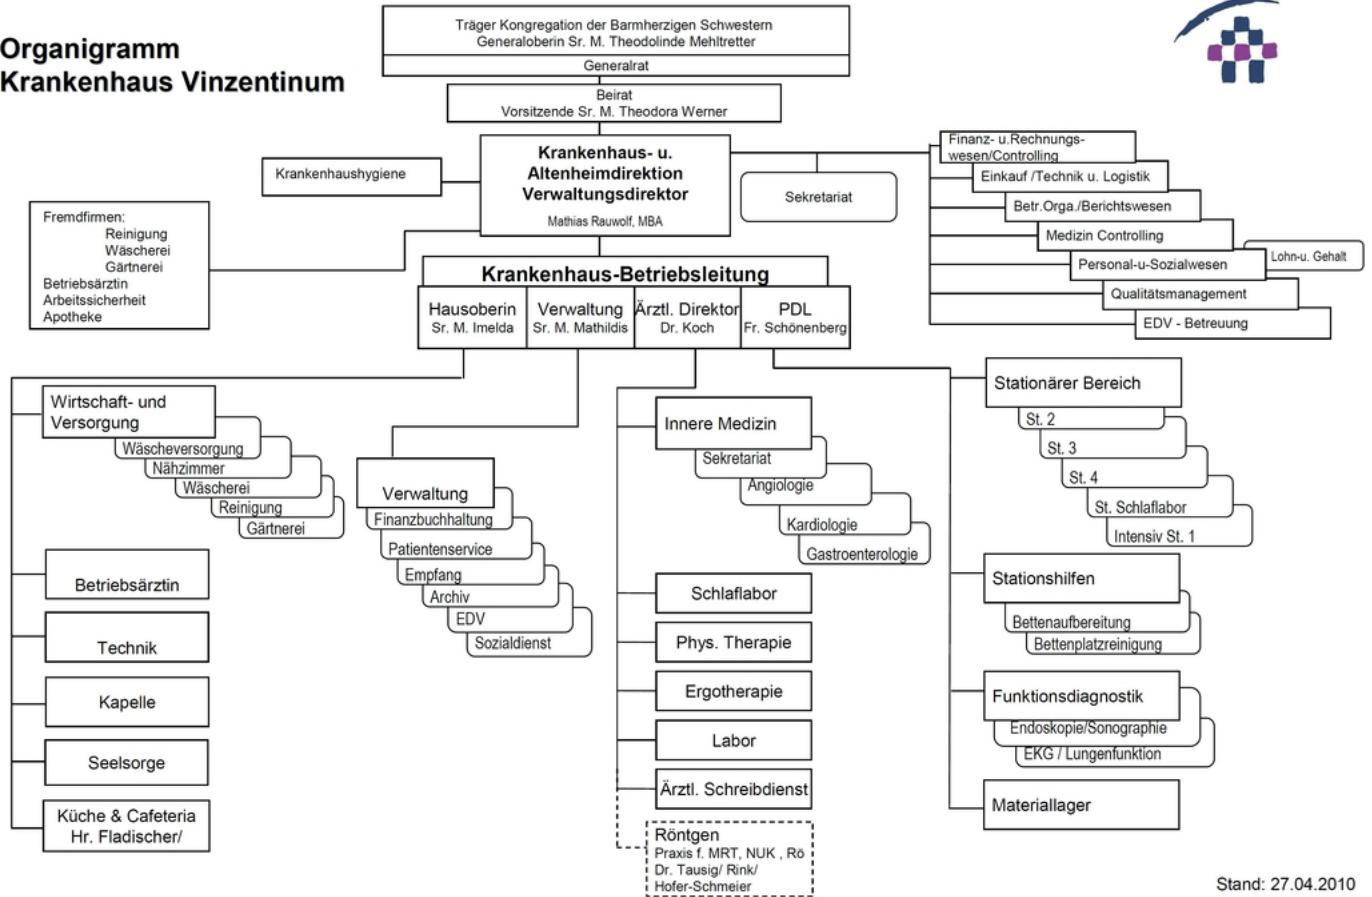 Organigramm
Krankenhaus Vinzentinum
Träger Kongregation der Barmherzigen Schwestern
Generaloberin Sr. M. Theodolinde Mehltretter
Generalrat
Beirat
Vorsitzende Sr. M. Theodora Werner
Krankenhaus- u.
Altenheimdirektion
Verwaltungsdirektor
Mathias Rauwolf, MBA
Krankenhaushygiene
Sekretariat
Fremdfirmen:
Reinigung
Wäscherei
Gärtnerei
Betriebsärztin
Arbeitssicherheit
Apotheke
Finanz- u.Rechnungs-
wesen/Controlling
Einkauf /Technik u. Logistik
Betr.Orga./Berichtswesen
Medizin Controlling
Personal-u-Sozialwesen
Lohn-u. Gehalt
Qualitätsmanagement
EDV - Betreuung
Krankenhaus-Betriebsleitung
Hausoberin
Sr. M. Imelda
Verwaltung
Sr. M. Mathildis
Ärztl. Direktor
Dr. Koch
PDL
Fr. Schönenberg
Wirtschaft- und
Versorgung
Wäscheversorgung
Nähzimmer
Wäscherei
Reinigung
Gärtnerei
Betriebsärztin
Technik
Kapelle
Seelsorge
Küche & Cafeteria
Hr. Fladischer/
Verwaltung
Finanzbuchhaltung
Patientenservice
Empfang
Archiv
EDV
Sozialdienst
Innere Medizin
Sekretariat
Angiologie
Kardiologie
Gastroenterologie
Schlaflabor
Phys. Therapie
Ergotherapie
Labor
Ärztl. Schreibdienst
Röntgen
Praxis f. MRT, NUK , Rö
Dr. Tausig/ Rink/
Hofer-Schmeier
Stationärer Bereich
St. 2
St. 3
St. 4
St. Schlaflabor
Intensiv St. 1
Stationshilfen
Bettenaufbereitung
Bettenplatzreinigung
Funktionsdiagnostik
Endoskopie/Sonographie
EKG / Lungenfunktion
Materiallager
Stand: 27.04.2010